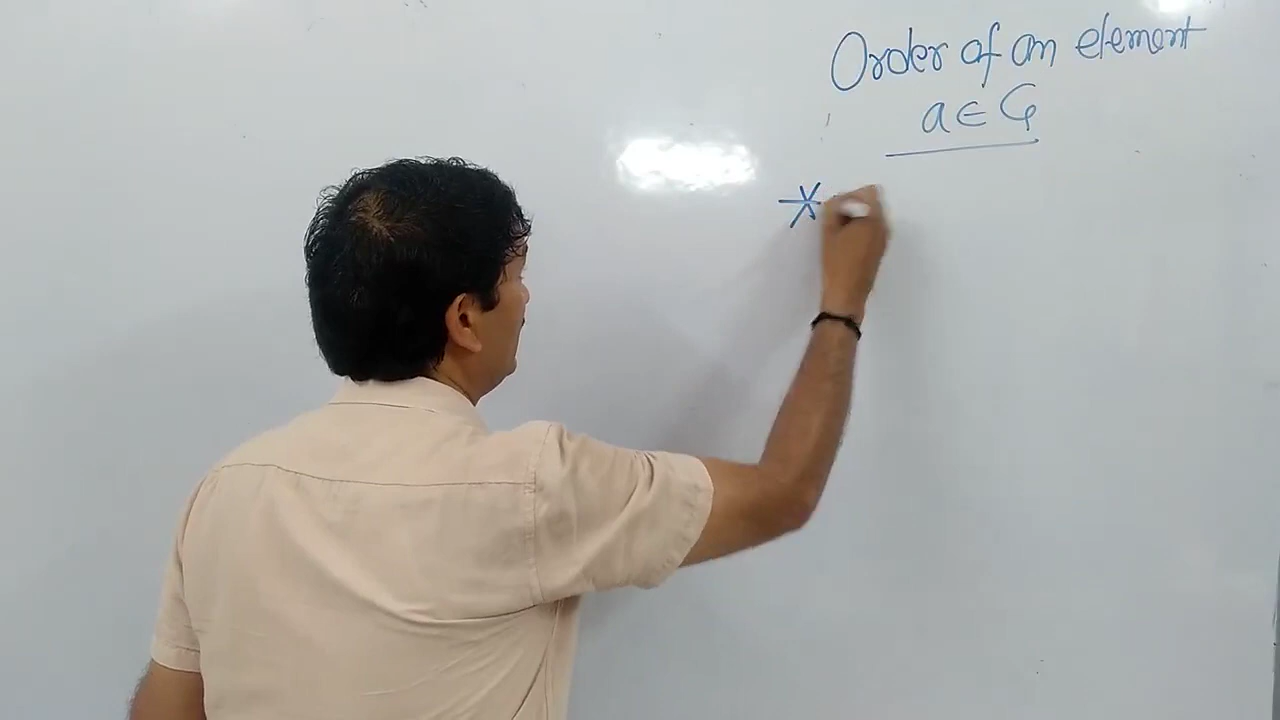 Order of an element
a ∈ G
*